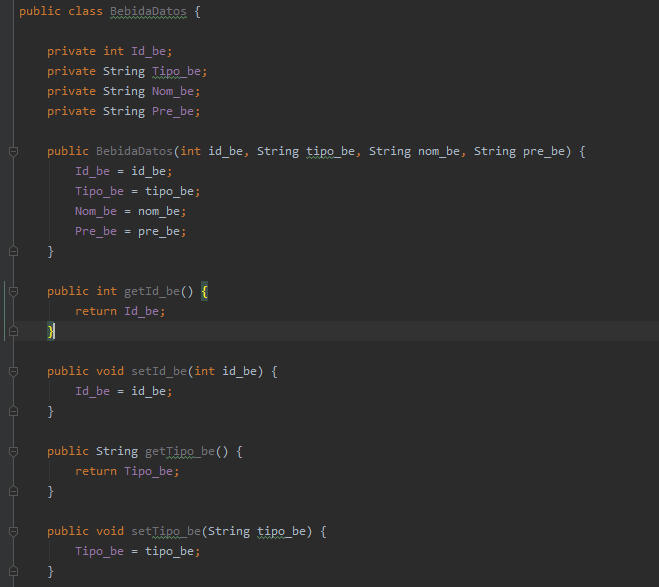 public class BebidaDatos {
private int Id_be;
private String Tipo_be;
private String Nom_be;
private String Pre_be;
public BebidaDatos(int id_be, String tipo_be, String nom_be, String pre_be) {
Id_be = id_be;
Tipo_be = tipo_be;
Nom_be = nom_be;
Pre_be = pre_be;
}
public int getId_be() {
return Id_be;
}
public void setId_be(int id_be) {
Id_be = id_be;
}
public String getTipo_be() {
return Tipo_be;
}
public void setTipo_be(String tipo_be) {
Tipo_be = tipo_be;
}